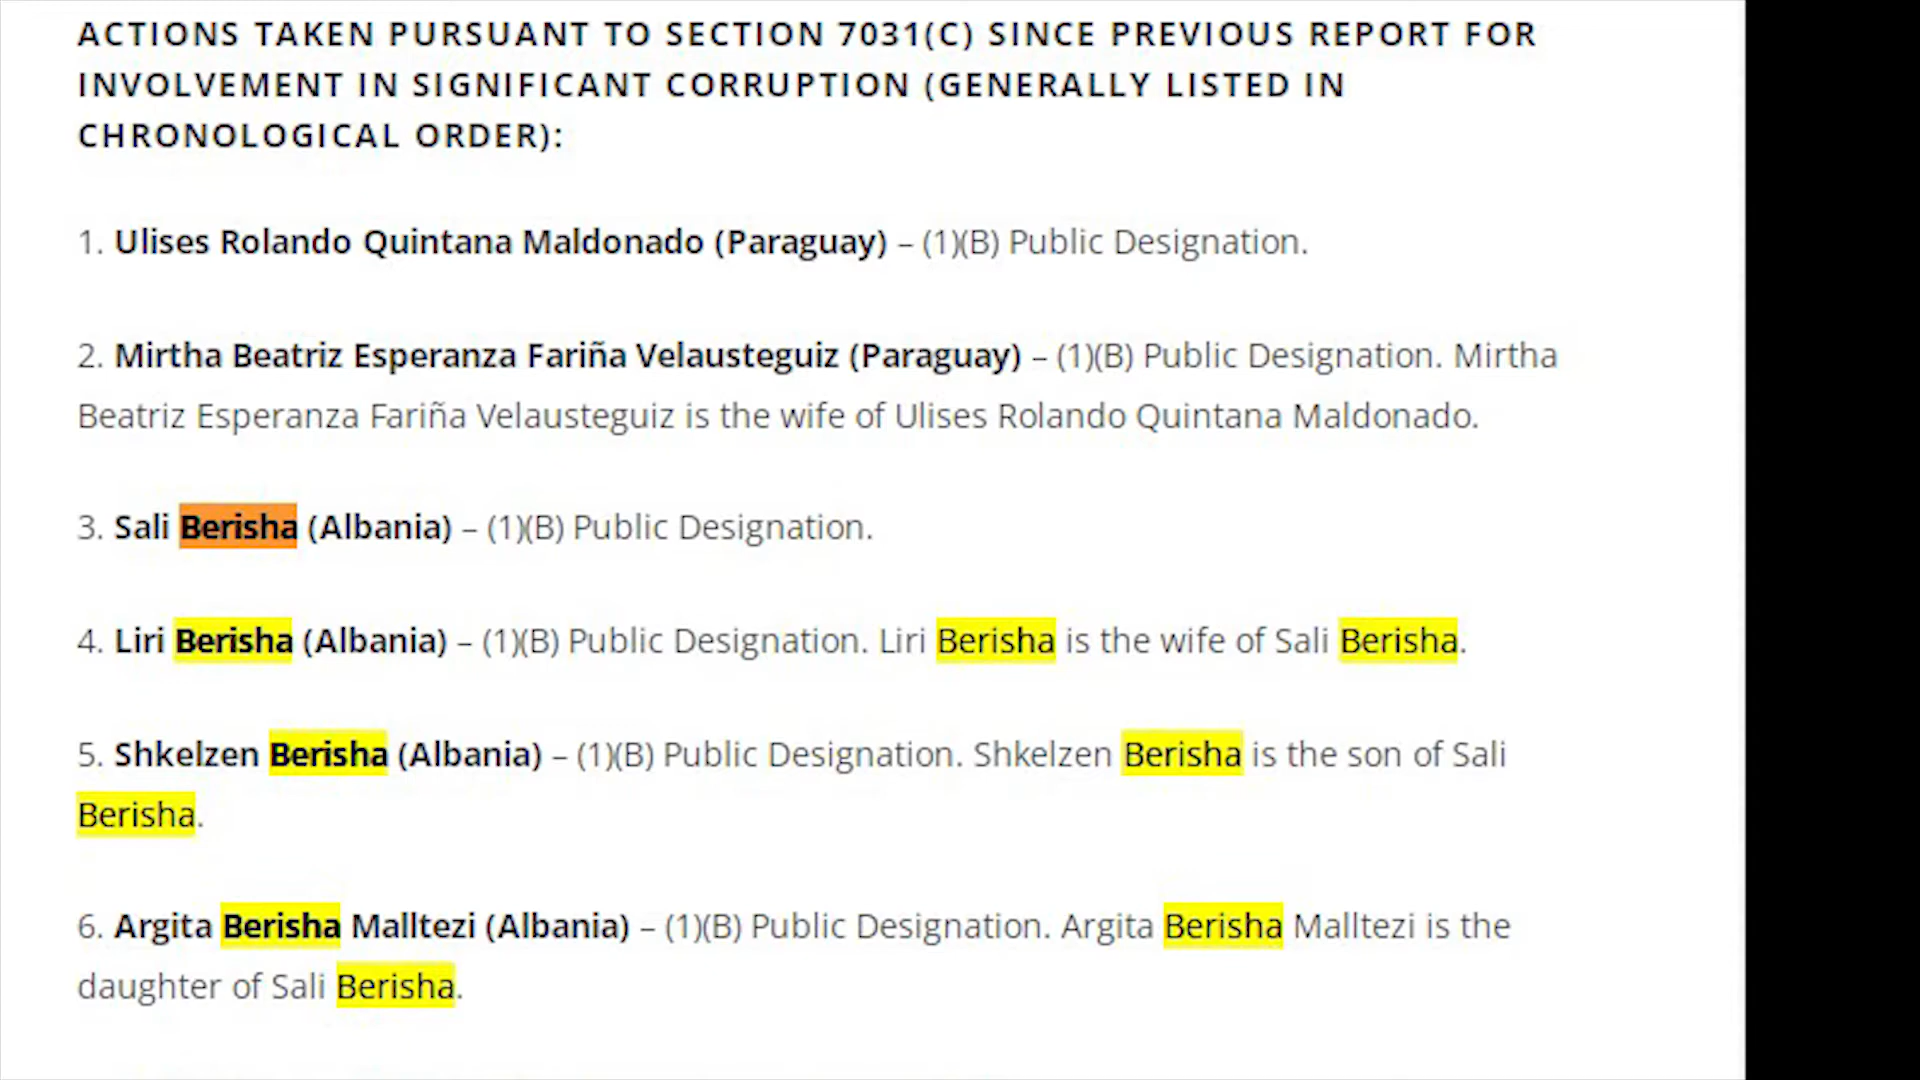 ACTIONS TAKEN PURSUANT TO SECTION 7031(C) SINCE PREVIOUS REPORT FOR
INVOLVEMENT IN SIGNIFICANT CORRUPTION (GENERALLY LISTED IN
CHRONOLOGICAL ORDER):
1. Ulises Rolando Quintana Maldonado (Paraguay) – (1)(B) Public Designation.
2. Mirtha Beatriz Esperanza Fariña Velausteguiz (Paraguay) – (1)(B) Public Designation. Mirtha
Beatriz Esperanza Fariña Velausteguiz is the wife of Ulises Rolando Quintana Maldonado.
3. Sali Berisha (Albania) – (1)(B) Public Designation.
4. Liri Berisha (Albania) – (1)(B) Public Designation. Liri Berisha is the wife of Sali Berisha.
5. Shkelzen Berisha (Albania) – (1)(B) Public Designation. Shkelzen Berisha is the son of Sali
Berisha.
6. Argita Berisha Malltezi (Albania) – (1)(B) Public Designation. Argita Berisha Malltezi is the
daughter of Sali Berisha.